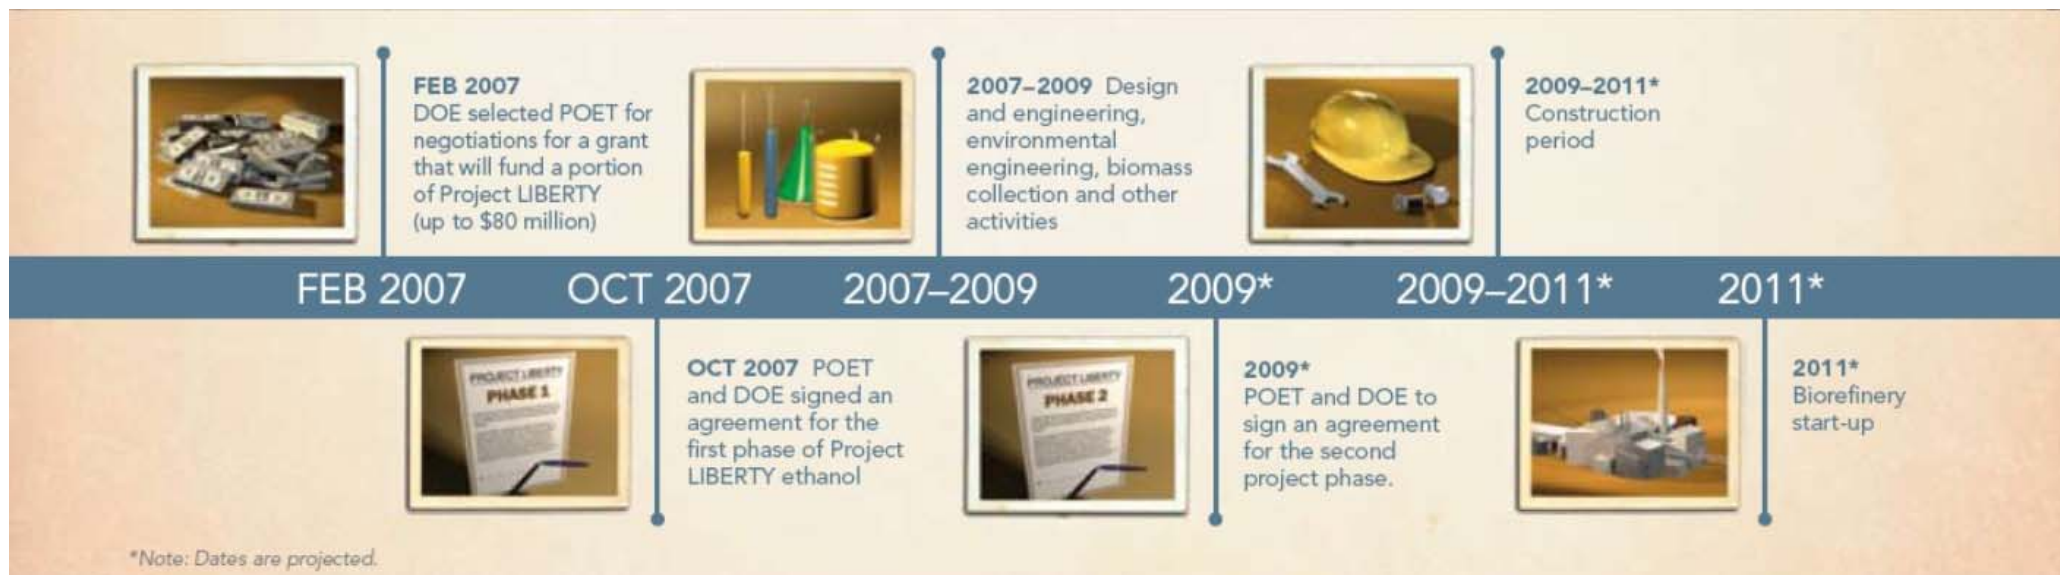 FEB 2007
DOE selected POET for
negotiations for a grant
that will fund a portion
of Project LIBERTY
(up to $80 million)
2007–2009 Design
and engineering,
environmental
engineering, biomass
collection and other
activities
2009–2011*
Construction
period
FEB 2007
OCT 2007
2007–2009
2009*
2009–2011*
2011*
PROJECT LIBERTY
PHASE 1
OCT 2007 POET
and DOE signed an
agreement for the
first phase of Project
LIBERTY ethanol
PROJECT LIBERTY
PHASE 2
2009*
POET and DOE to
sign an agreement
for the second
project phase.
2011*
Biorefinery
start-up
*Note: Dates are projected.